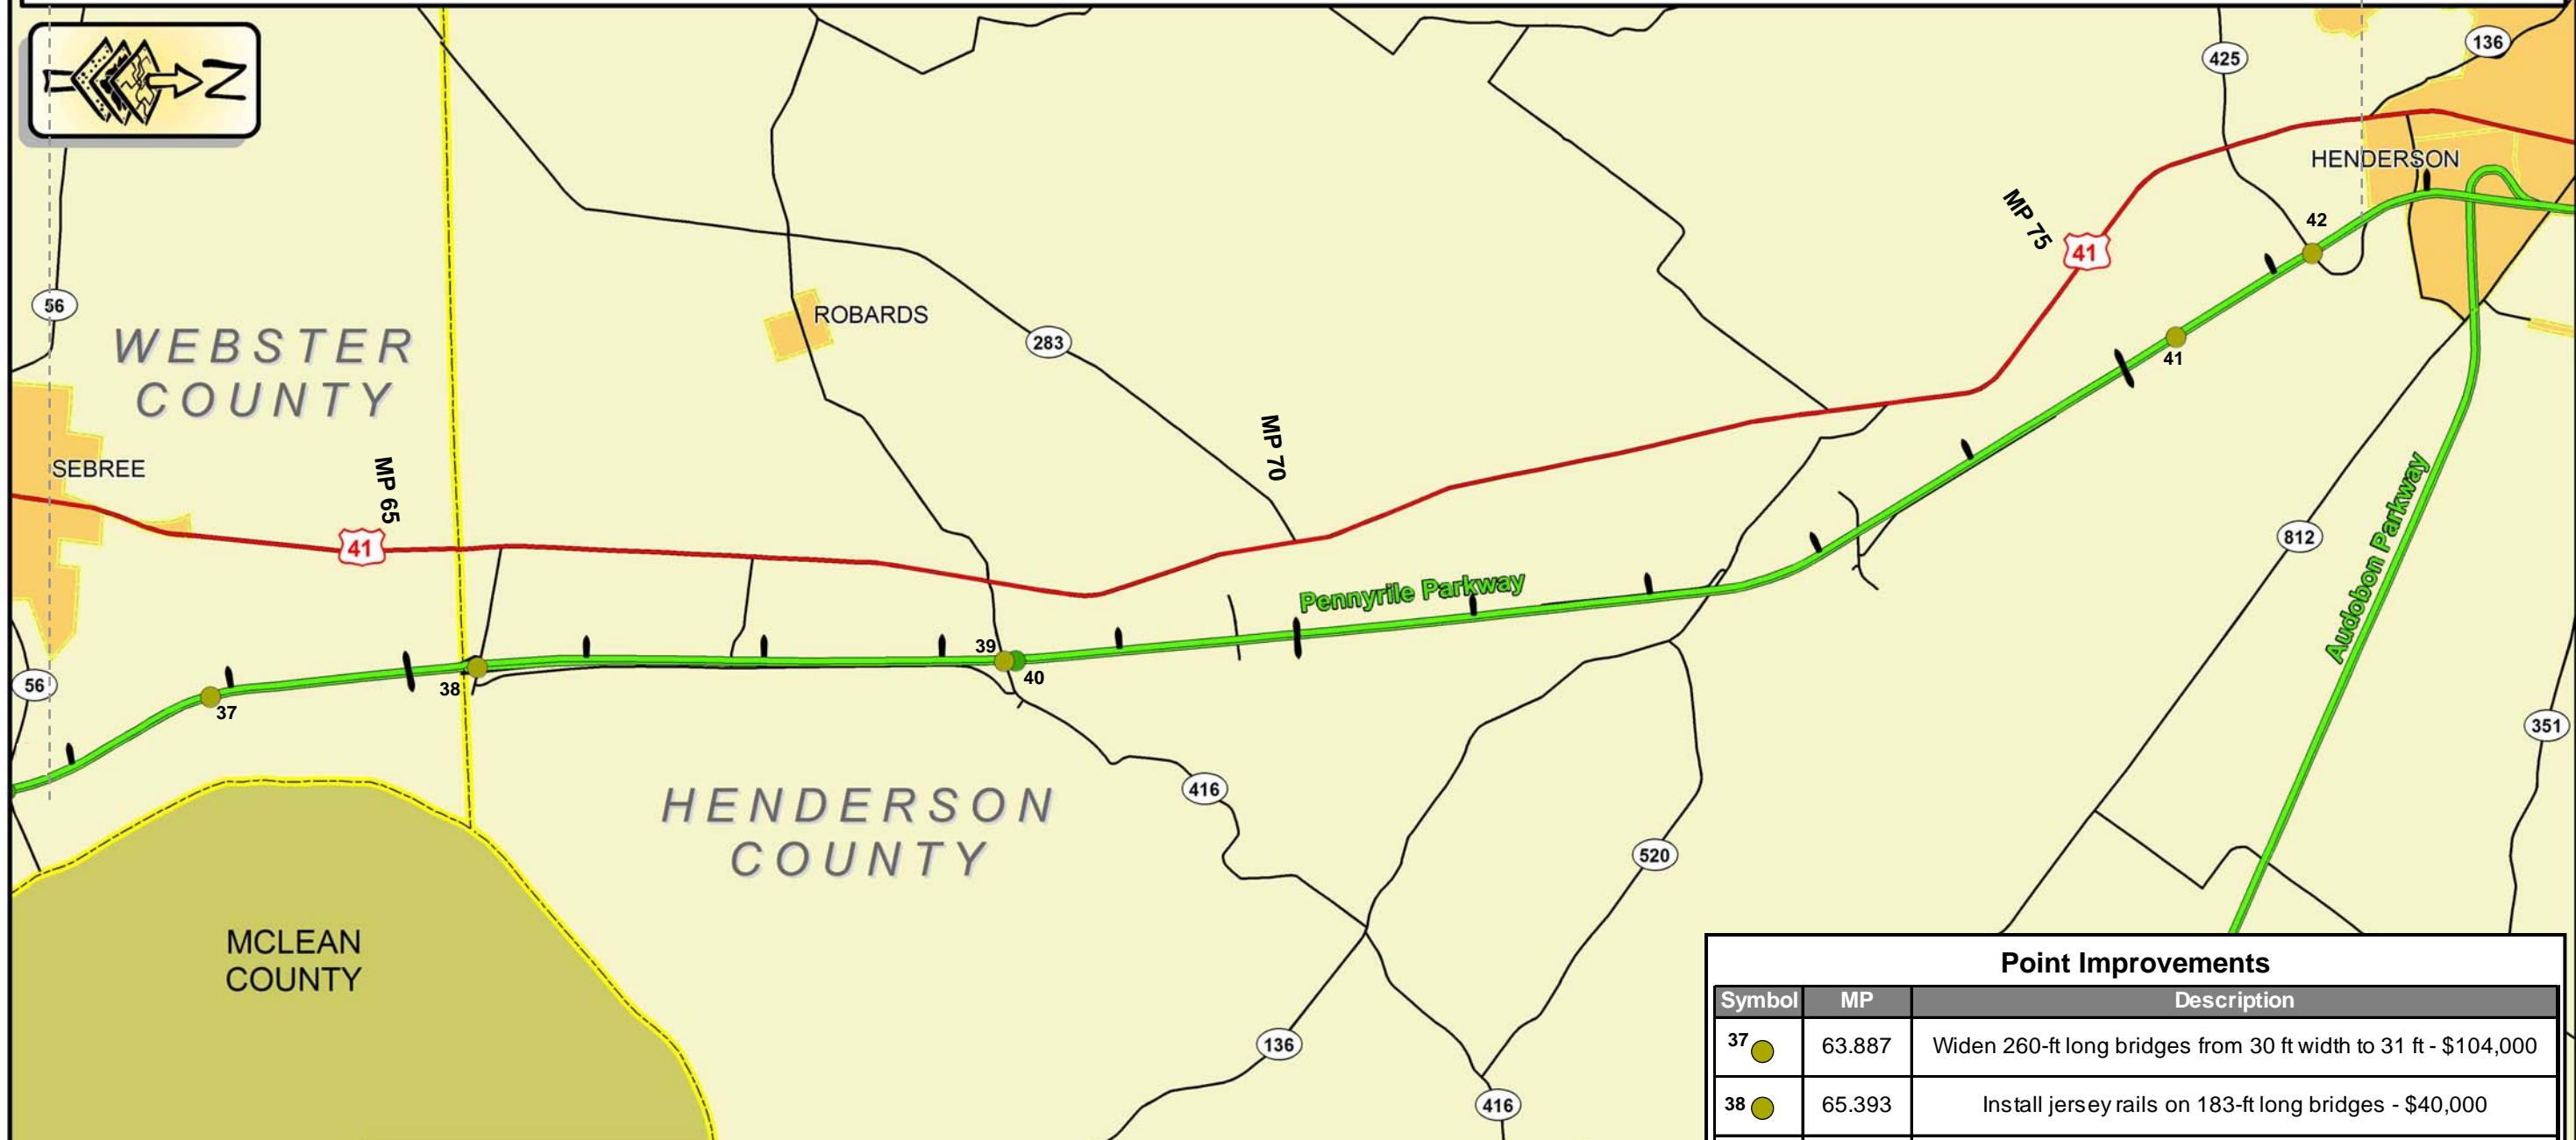 N
136
425
HENDERSON
42
MP 75
41
56
WEBSTER
COUNTY
ROBARDS
283
41
MP 70
SEBREE
MP 65
41
812
Audobon Parkway
Pennyrile Parkway
39
40
38
56
37
351
416
HENDERSON
COUNTY
520
MCLEAN
COUNTY
136
416
Point Improvements
Symbol MP Description
37 63.887 Widen 260-ft long bridges from 30 ft width to 31 ft - $104,000
38 65.393 Install jersey rails on 183-ft long bridges - $40,000